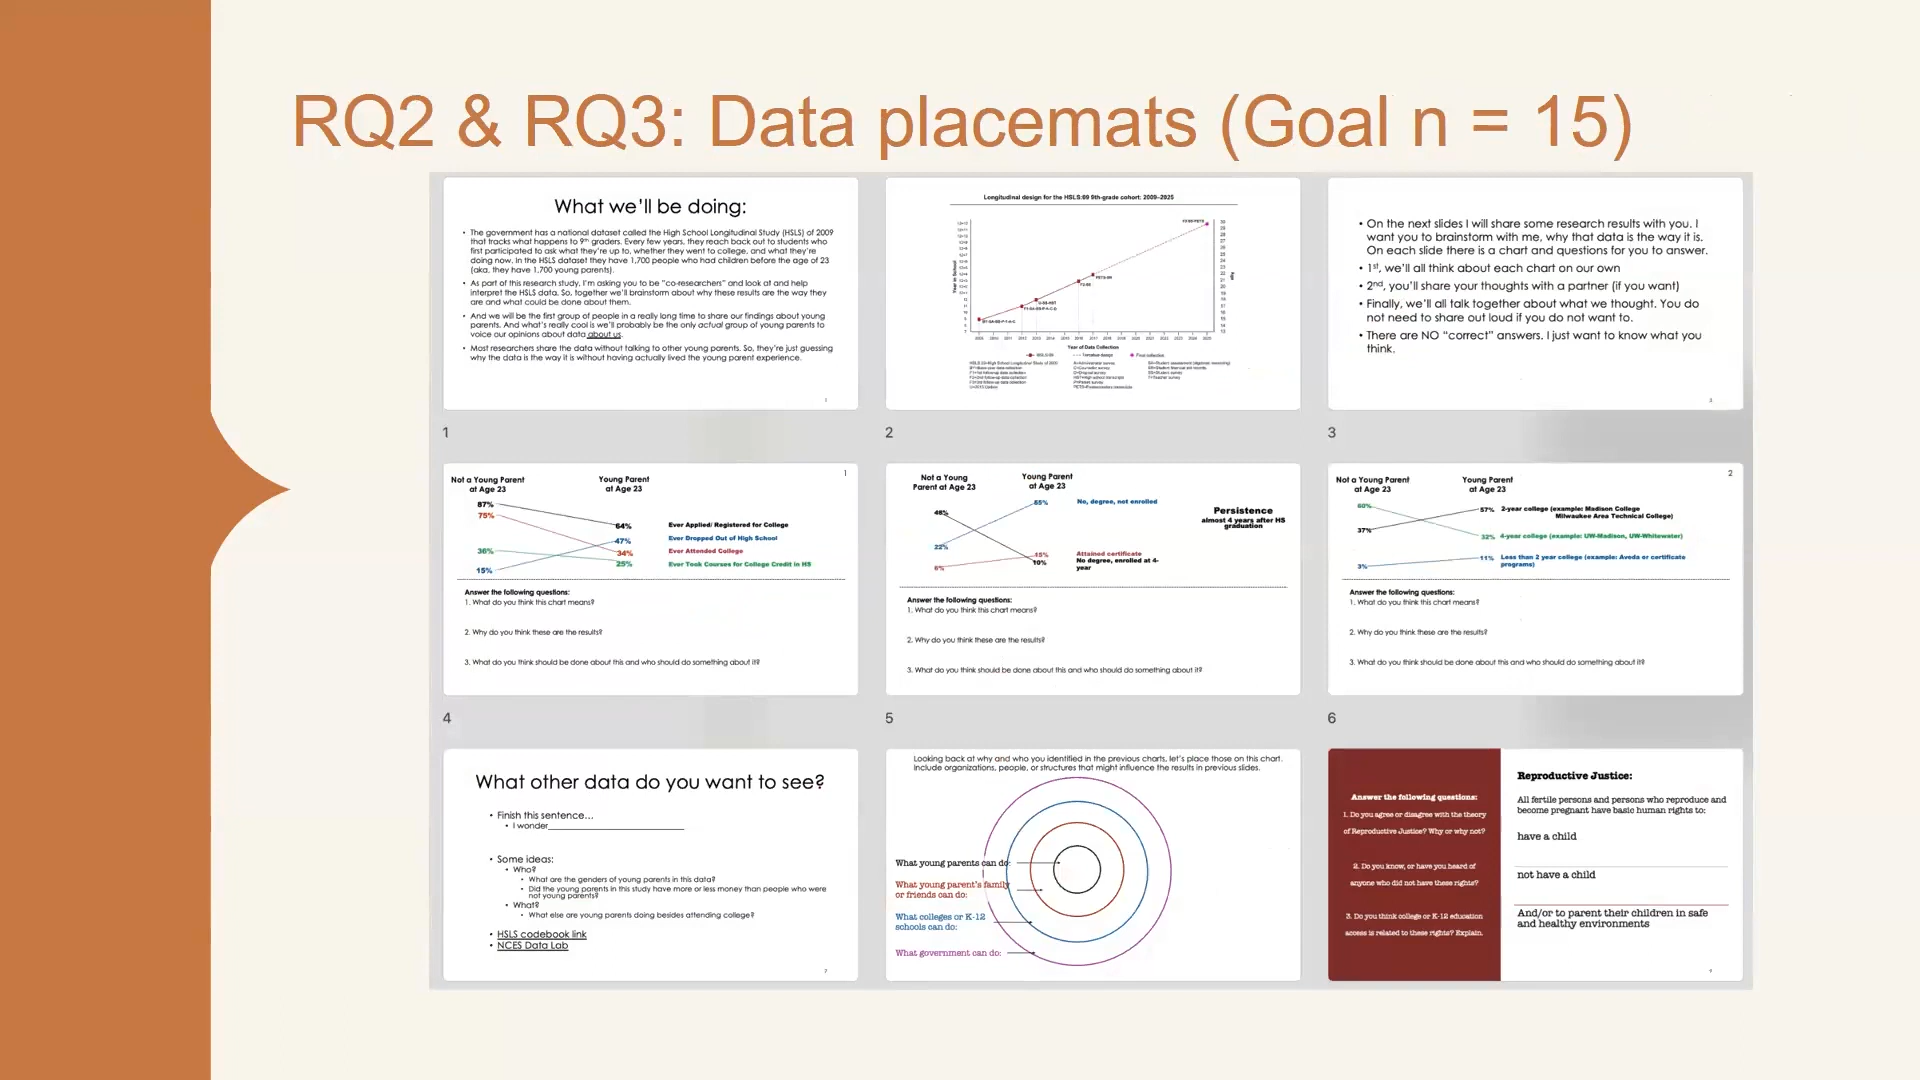 RQ2 & RQ3: Data placemats (Goal n = 15)
What we'll be doing:
• The government has a national dataset called the High School Longitudinal Study (HSLS) of 2009
that tracks what happens to 9th graders. Every few years, they reach back out to students who
first participated to ask what they're up to, whether they went to college, and what they're
doing now. In the HSLS dataset they have 1,700 people who had children before the age of 23
(aka, they have 1,700 young parents).
• As part of this research study, I'm asking you to be "co-researchers" and look at and help
interpret the HSLS data. So, together we'll brainstorm about why these results are the way they
are and what could be done about them.
• And we will be the first group of people in a really long time to share our findings about young
parents. And what's really cool is we'll probably be the only actual group of young parents to
voice our opinions about data about us.
• Most researchers share the data without talking to other young parents. So, they're just guessing
why the data is the way it is without having actually lived the young parent experience.
1
Longitudinal design for the HSLS:09 9th-grade cohort: 2009–2025
Year in School
Age
Year of Data Collection
HSLS:09
Tentative design
Final collection
• On the next slides I will share some research results with you. I
want you to brainstorm with me, why that data is the way it is.
On each slide there is a chart and questions for you to answer.
• 1st, we'll all think about each chart on our own
• 2nd, you'll share your thoughts with a partner (if you want)
• Finally, we'll all talk together about what we thought. You do
not need to share out loud if you do not want to.
• There are NO "correct" answers. I just want to know what you
think.
3
1
2
3
1
Not a Young Parent
at Age 23
Young Parent
at Age 23
87%
75%
36%
15%
64%
47%
34%
25%
Ever Applied/ Registered for College
Ever Dropped Out of High School
Ever Attended College
Ever Took Courses for College Credit in HS
Answer the following questions:
1. What do you think this chart means?
2. Why do you think these are the results?
3. What do you think should be done about this and who should do something about it?
Not a Young
Parent at Age 23
Young Parent
at Age 23
22%
6%
10%
No, degree, not enrolled
Attained certificate
No degree, enrolled at 4-
year
Persistence
almost 4 years after HS
graduation
Answer the following questions:
1. What do you think this chart means?
2. Why do you think these are the results?
3. What do you think should be done about this and who should do something about it?
2
Not a Young Parent
at Age 23
Young Parent
at Age 23
60%
37%
3%
57%
32%
11%
2-year college (example: Madison College
Milwaukee Area Technical College)
4-year college (example: UW-Madison, UW-Whitewater)
Less than 2 year college (example: Aveda or certificate
programs)
Answer the following questions:
1. What do you think this chart means?
2. Why do you think these are the results?
3. What do you think should be done about this and who should do something about it?
4
5
6
What other data do you want to see?
• Finish this sentence…
• I wonder
• Some ideas:
• Who?
• What are the genders of young parents in this data?
• Did the young parents in this study have more or less money than people who were
not young parents?
• What?
• What else are young parents doing besides attending college?
• HSLS codebook link
• NCES Data Lab
7
Looking back at why and who you identified in the previous charts, let's place those on this chart.
Include organizations, people, or structures that might influence the results in previous slides.
What young parents can do:
What young parent's family
or friends can do:
What colleges or K-12
schools can do:
What government can do:
Answer the following questions:
1. Do you agree or disagree with the theory
of Reproductive Justice? Why or why not?
2. Do you know, or have you heard of
anyone who did not have these rights?
3. Do you think college or K-12 education
access is related to these rights? Explain.
Reproductive Justice:
All fertile persons and persons who reproduce and
become pregnant have basic human rights to:
have a child
not have a child
And/or to parent their children in safe
and healthy environments